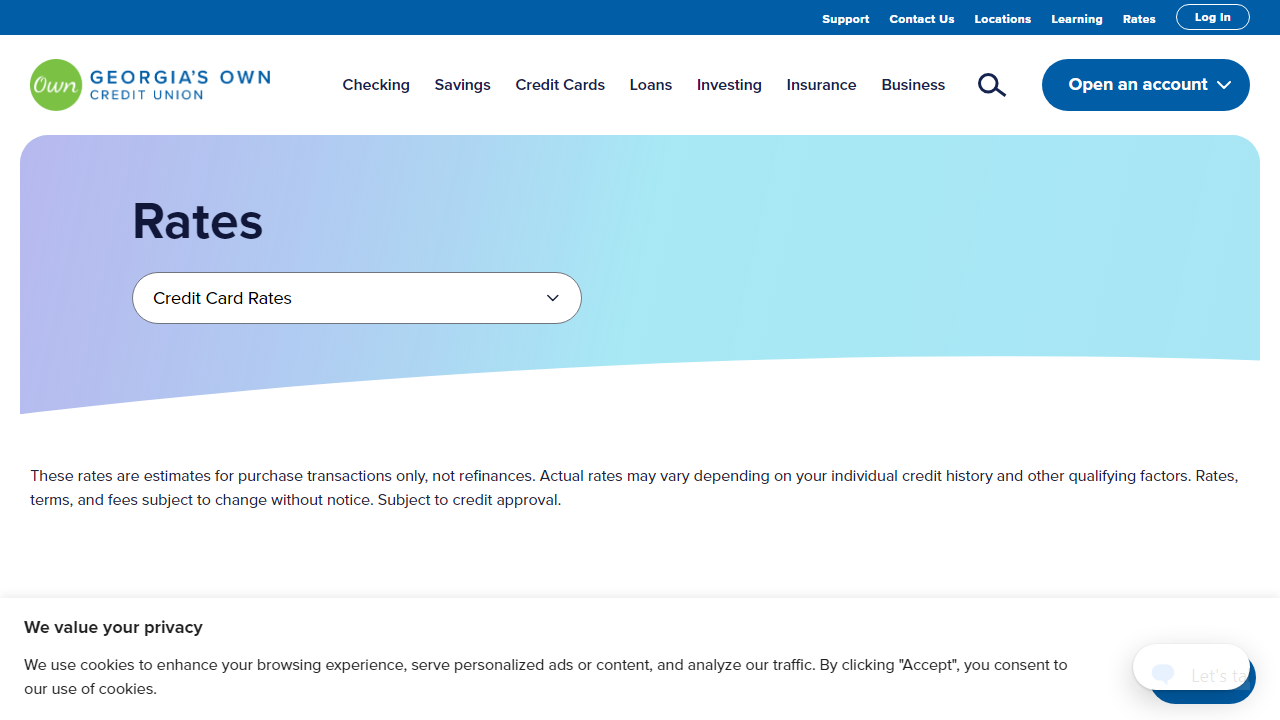 Support Contact Us Locations Learning Rates Log In
Own GEORGIA'S OWN
CREDIT UNION
Checking Savings Credit Cards Loans Investing Insurance Business Open an account
Rates
Credit Card Rates
These rates are estimates for purchase transactions only, not refinances. Actual rates may vary depending on your individual credit history and other qualifying factors. Rates,
terms, and fees subject to change without notice. Subject to credit approval.
We value your privacy
We use cookies to enhance your browsing experience, serve personalized ads or content, and analyze our traffic. By clicking "Accept", you consent to
our use of cookies.
Let's ta